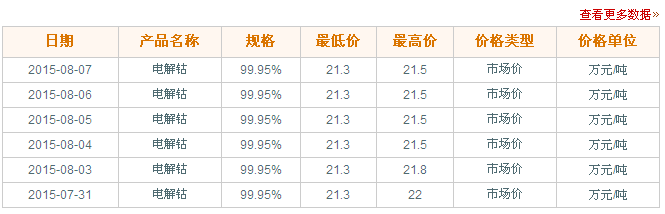 查看更多数据»
日期 产品名称 规格 最低价 最高价 价格类型 价格单位
2015-08-07 电解钴 99.95% 21.3 21.5 市场价 万元/吨
2015-08-06 电解钴 99.95% 21.3 21.5 市场价 万元/吨
2015-08-05 电解钴 99.95% 21.3 21.5 市场价 万元/吨
2015-08-04 电解钴 99.95% 21.3 21.5 市场价 万元/吨
2015-08-03 电解钴 99.95% 21.3 21.8 市场价 万元/吨
2015-07-31 电解钴 99.95% 21.3 22 市场价 万元/吨